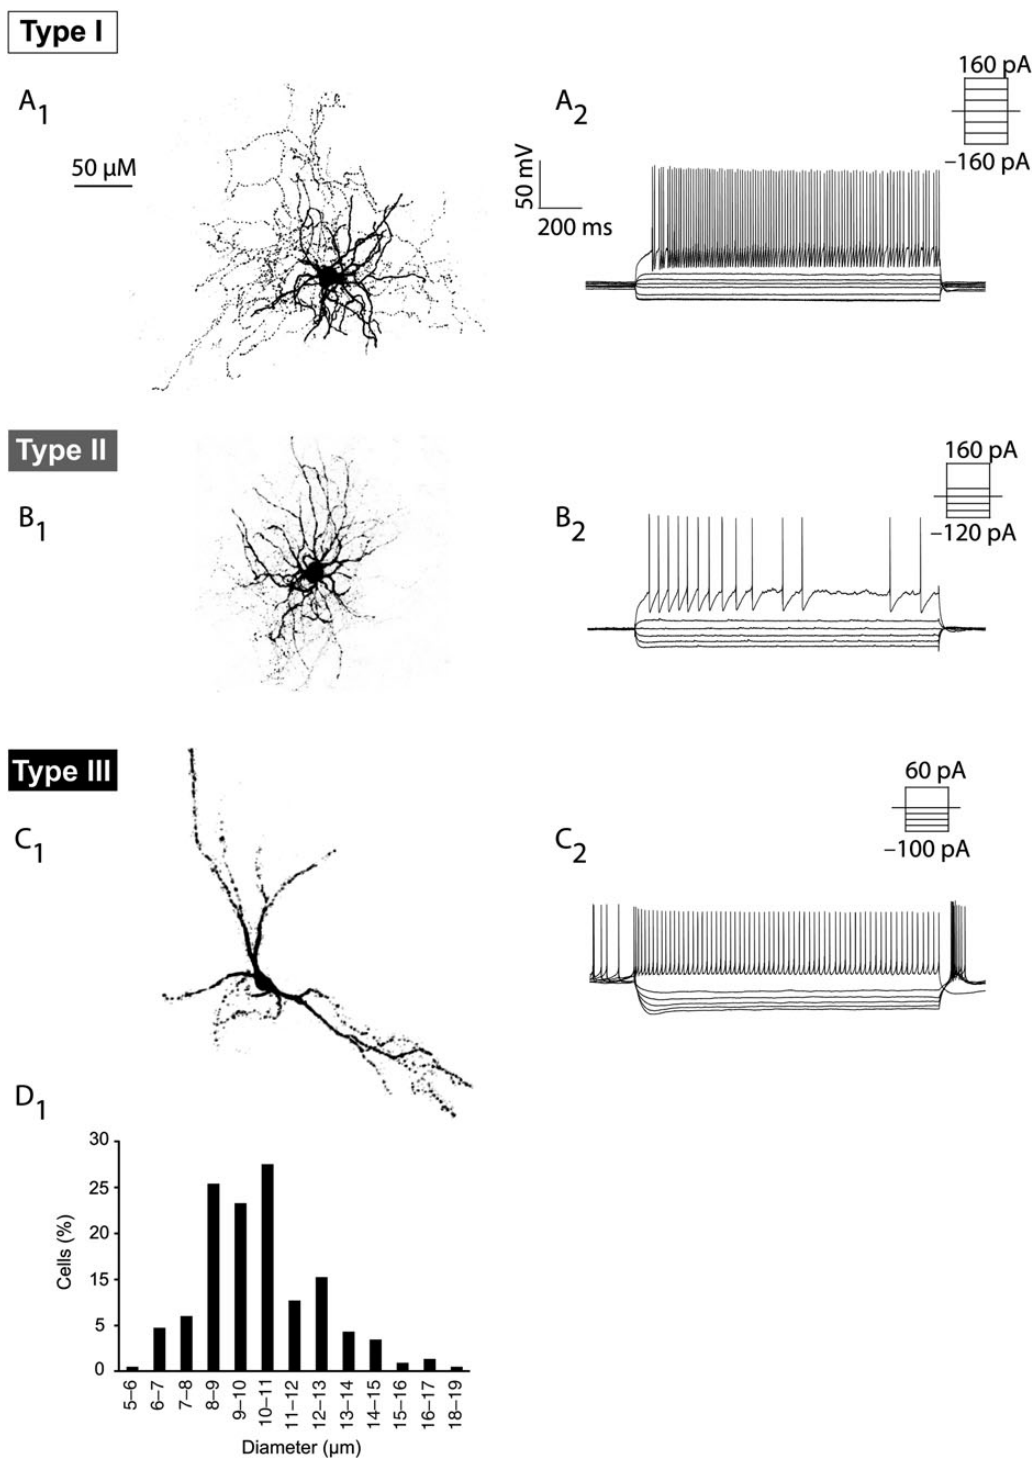 Type I
A1
50 µM
A2
160 pA
−160 pA
50 mV
200 ms
Type II
B1
B2
160 pA
−120 pA
Type III
C1
C2
60 pA
−100 pA
D1
30
25
20
15
5
0
Cells (%)
5–6
6–7
7–8
8–9
9–10
10–11
11–12
12–13
13–14
14–15
15–16
16–17
18–19
Diameter (µm)